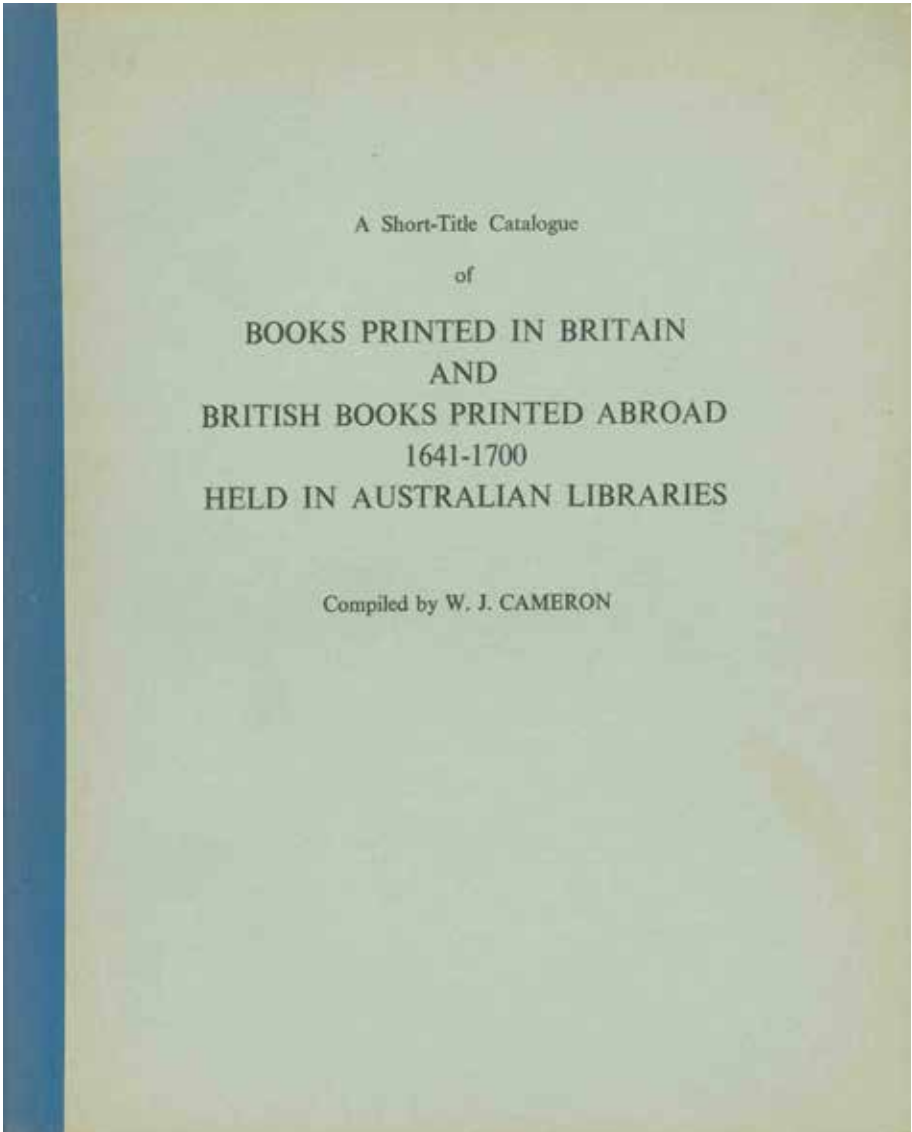 A Short-Title Catalogue
of
BOOKS PRINTED IN BRITAIN
AND
BRITISH BOOKS PRINTED ABROAD
1641-1700
HELD IN AUSTRALIAN LIBRARIES
Compiled by W. J. CAMERON